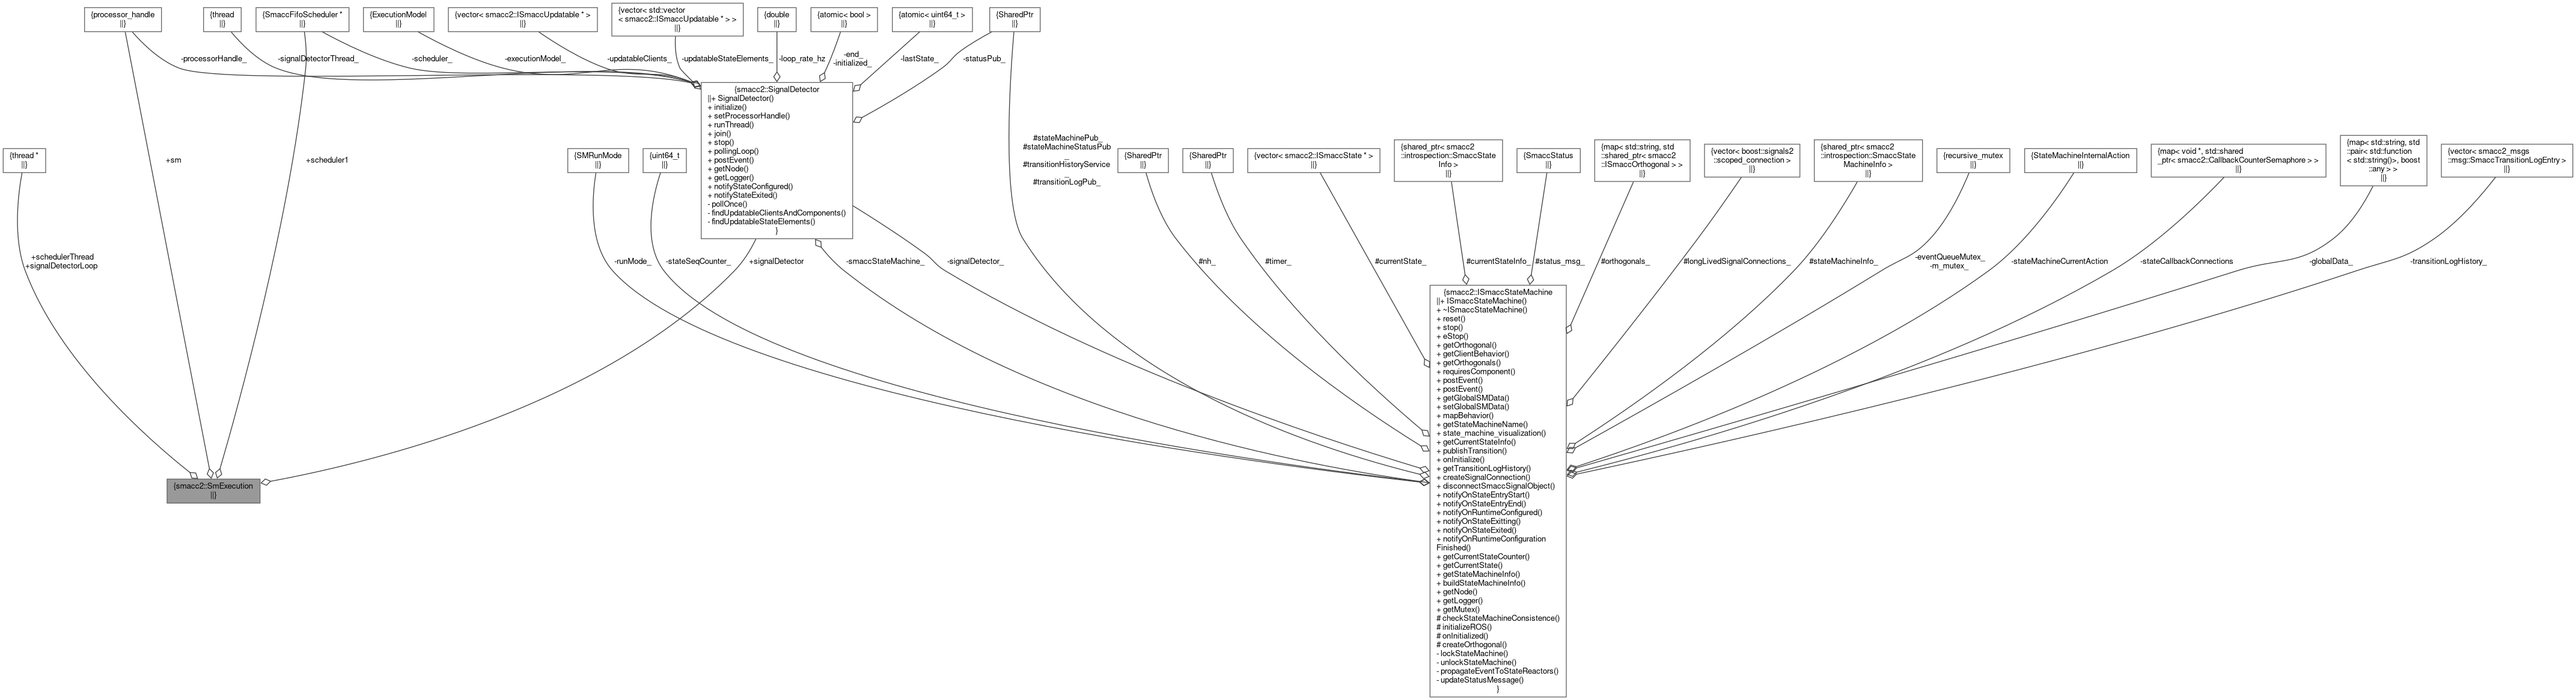 {processor_handle
||}
{thread
||}
{SmaccFifoScheduler *
||}
{ExecutionModel
||}
{vector< smacc2::ISmaccUpdatable * >
||}
{vector< std::vector
< smacc2::ISmaccUpdatable * > >
||}
{double
||}
{atomic< bool >
||}
{atomic< uint64_t >
||}
{SharedPtr
||}
-processorHandle_
-signalDetectorThread_
-scheduler_
-executionModel_
-updatableClients_
-updatableStateElements_
-loop_rate_hz
-end_
-initialized_
-lastState_
-statusPub_
{smacc2::SignalDetector
||+ SignalDetector()
+ initialize()
+ setProcessorHandle()
+ runThread()
+ join()
+ stop()
+ pollingLoop()
+ postEvent()
+ getNode()
+ getLogger()
+ notifyStateConfigured()
+ notifyStateExited()
- pollOnce()
- findUpdatableClientsAndComponents()
- findUpdatableStateElements()
}
{thread *
||}
+sm
+scheduler1
{SMRunMode
||}
{uint64_t
||}
#stateMachinePub_
#stateMachineStatusPub
_
#transitionHistoryService
_
#transitionLogPub_
{SharedPtr
||}
{SharedPtr
||}
{vector< smacc2::ISmaccState * >
||}
{shared_ptr< smacc2
::introspection::SmaccState
Info >
||}
{SmaccStatus
||}
{map< std::string, std
::shared_ptr< smacc2
::ISmaccOrthogonal > >
||}
{vector< boost::signals2
::scoped_connection >
||}
{shared_ptr< smacc2
::introspection::SmaccState
MachineInfo >
||}
{recursive_mutex
||}
{StateMachineInternalAction
||}
{map< void *, std::shared
_ptr< smacc2::CallbackCounterSemaphore > >
||}
{map< std::string, std
::pair< std::function
< std::string()>, boost
::any > >
||}
{vector< smacc2_msgs
::msg::SmaccTransitionLogEntry >
||}
+schedulerThread
+signalDetectorLoop
-runMode_
-stateSeqCounter_
+signalDetector
-smaccStateMachine_
-signalDetector_
#nh_
#timer_
#currentState_
#currentStateInfo_
#status_msg_
#orthogonals_
#longLivedSignalConnections_
#stateMachineInfo_
-eventQueueMutex_
-m_mutex_
-stateMachineCurrentAction
-stateCallbackConnections
-globalData_
-transitionLogHistory_
{smacc2::SmExecution
||}
{smacc2::ISmaccStateMachine
||+ ISmaccStateMachine()
+ ~ISmaccStateMachine()
+ reset()
+ stop()
+ eStop()
+ getOrthogonal()
+ getClientBehavior()
+ getOrthogonals()
+ requiresComponent()
+ postEvent()
+ postEvent()
+ getGlobalSMData()
+ setGlobalSMData()
+ mapBehavior()
+ getStateMachineName()
+ state_machine_visualization()
+ getCurrentStateInfo()
+ publishTransition()
+ onInitialize()
+ getTransitionLogHistory()
+ createSignalConnection()
+ disconnectSmaccSignalObject()
+ notifyOnStateEntryStart()
+ notifyOnStateEntryEnd()
+ notifyOnRuntimeConfigured()
+ notifyOnStateExitting()
+ notifyOnStateExited()
+ notifyOnRuntimeConfiguration
Finished()
+ getCurrentStateCounter()
+ getCurrentState()
+ getStateMachineInfo()
+ buildStateMachineInfo()
+ getNode()
+ getLogger()
+ getMutex()
# checkStateMachineConsistence()
# initializeROS()
# onInitialized()
# createOrthogonal()
- lockStateMachine()
- unlockStateMachine()
- propagateEventToStateReactors()
- updateStatusMessage()
}